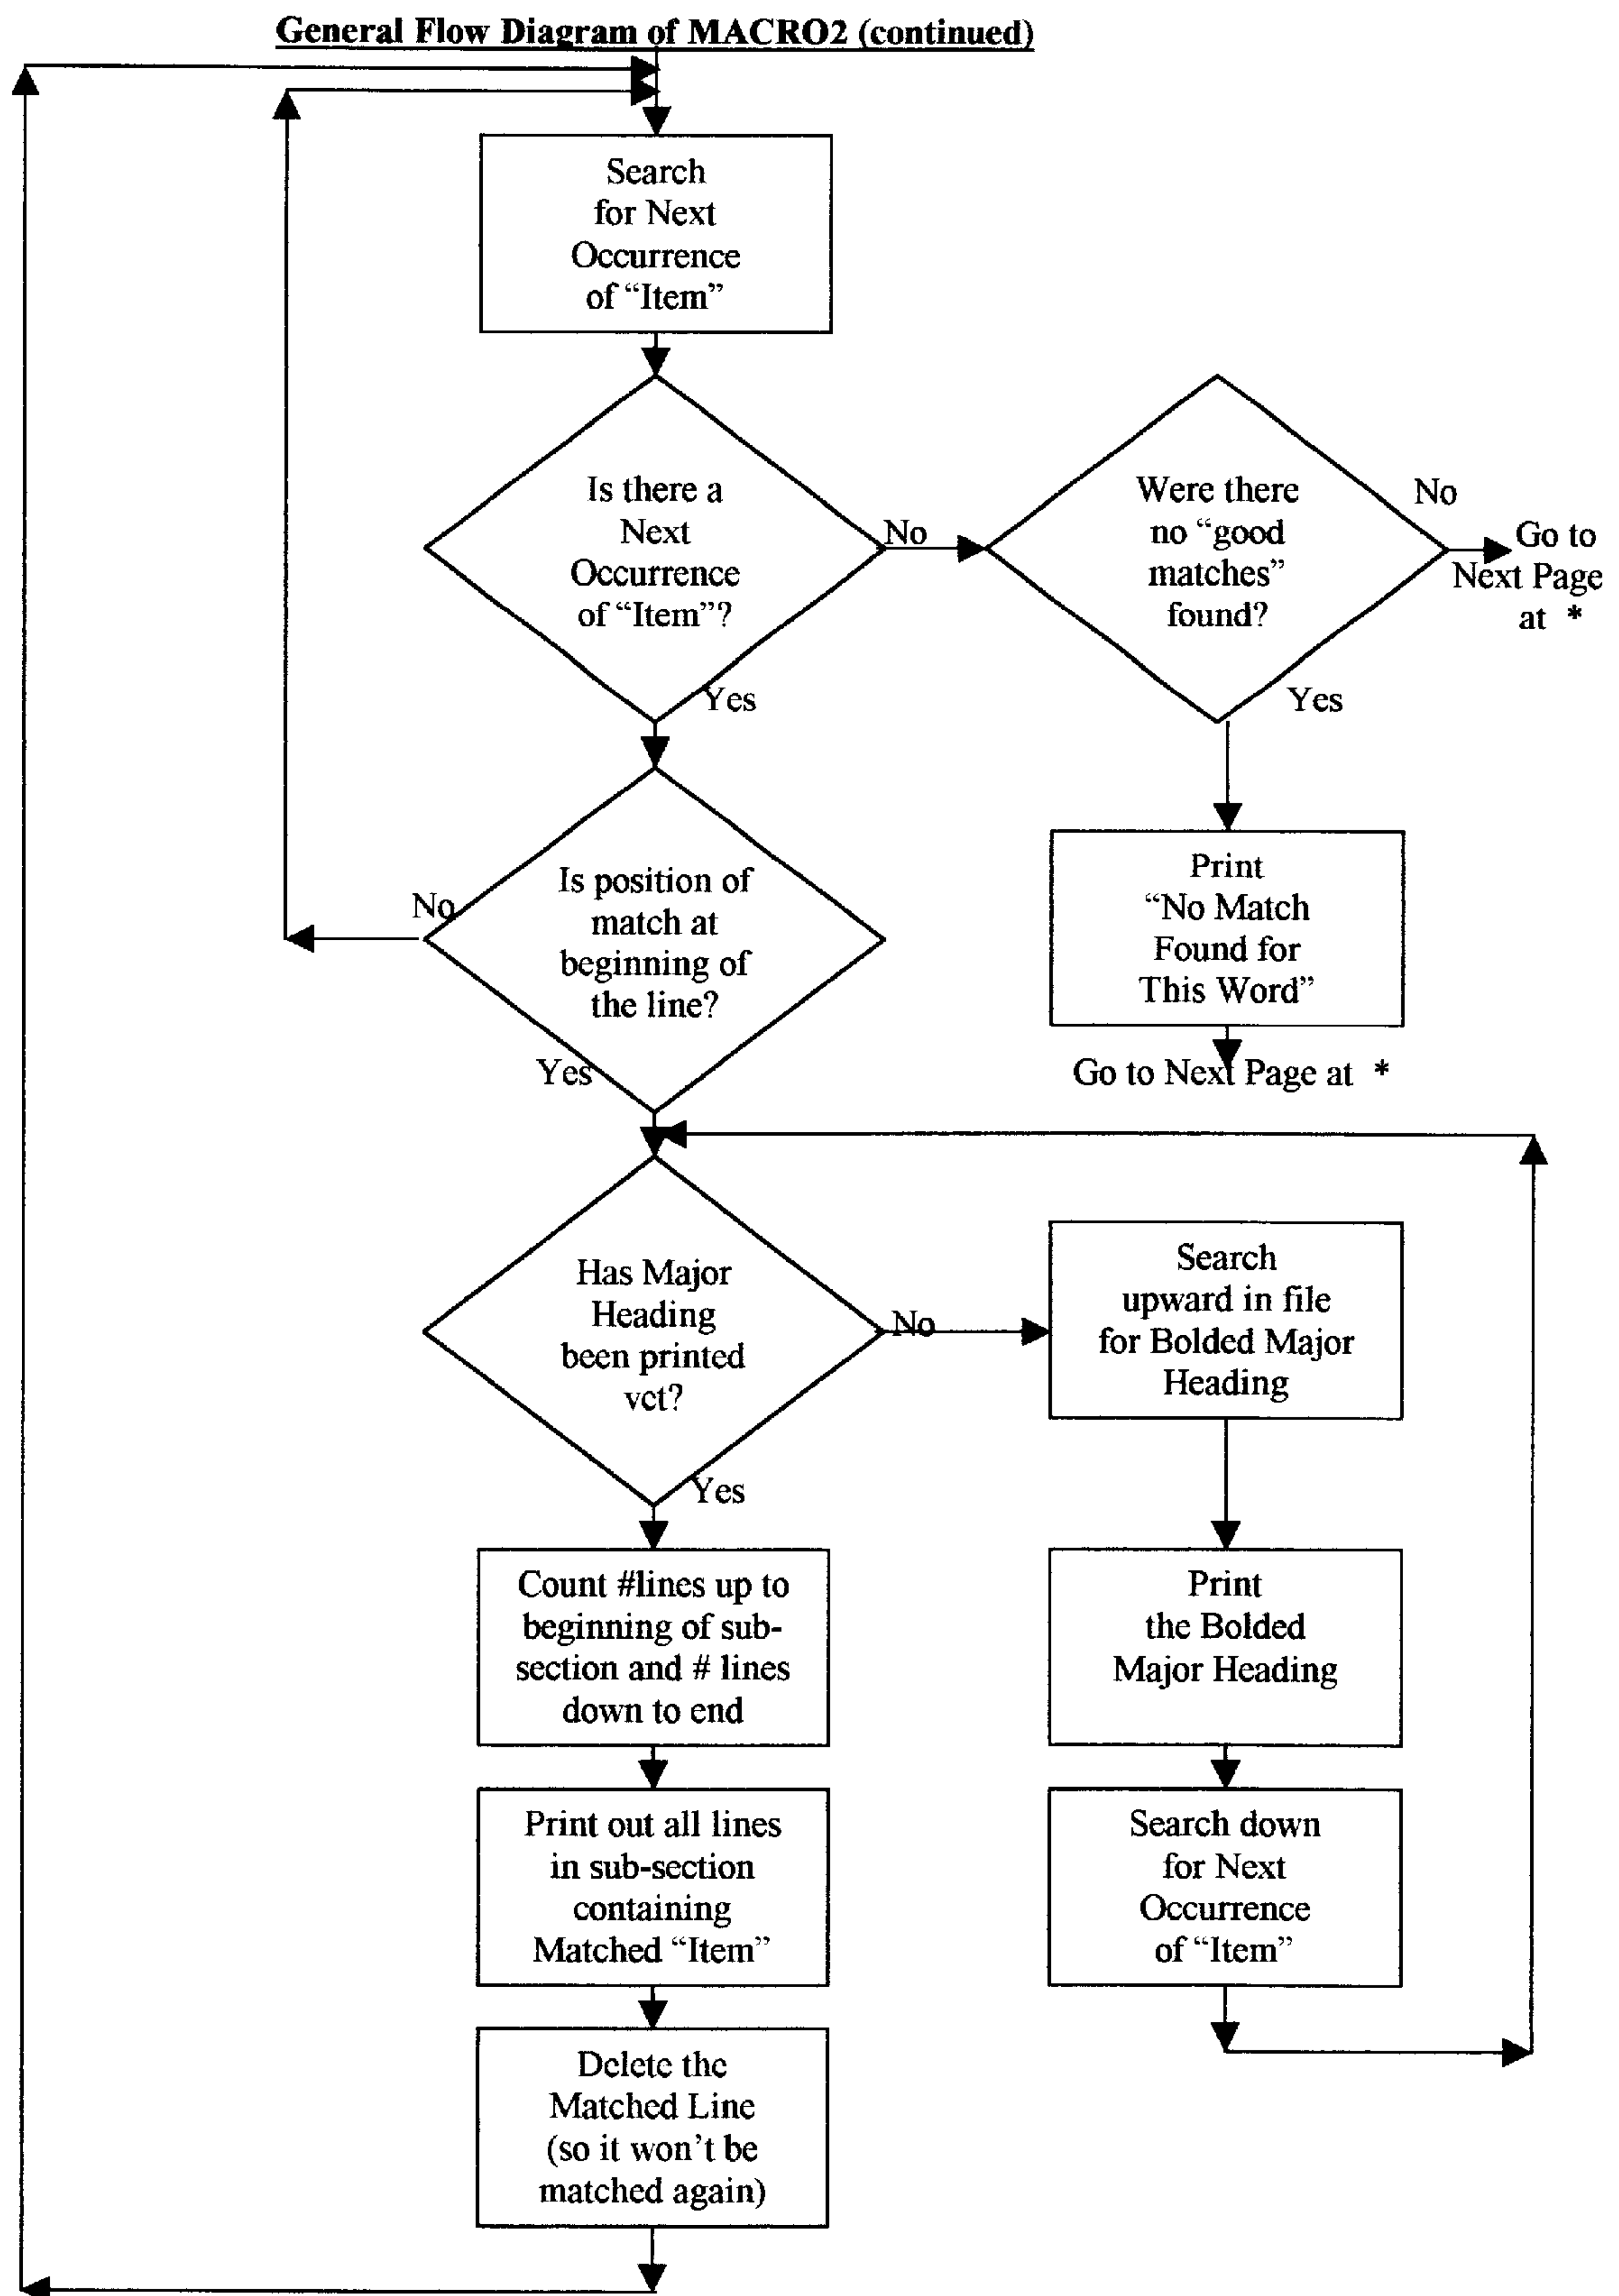 General Flow Diagram of MACRO2 (continued)
Search
for Next
Occurrence
of “Item”
Is there a
Next
Occurrence
of “Item”?
No
Yes
Were there
no “good
matches”
found?
No
Go to
Next Page
at *
Yes
Print
“No Match
Found for
This Word”
Go to Next Page at *
Is position of
match at
beginning of
the line?
No
Yes
Has Major
Heading
been printed
yet?
No
Yes
Search
upward in file
for Bolded Major
Heading
Print
the Bolded
Major Heading
Search down
for Next
Occurrence
of “Item”
Count #lines up to
beginning of sub-
section and # lines
down to end
Print out all lines
in sub-section
containing
Matched “Item”
Delete the
Matched Line
(so it won’t be
matched again)